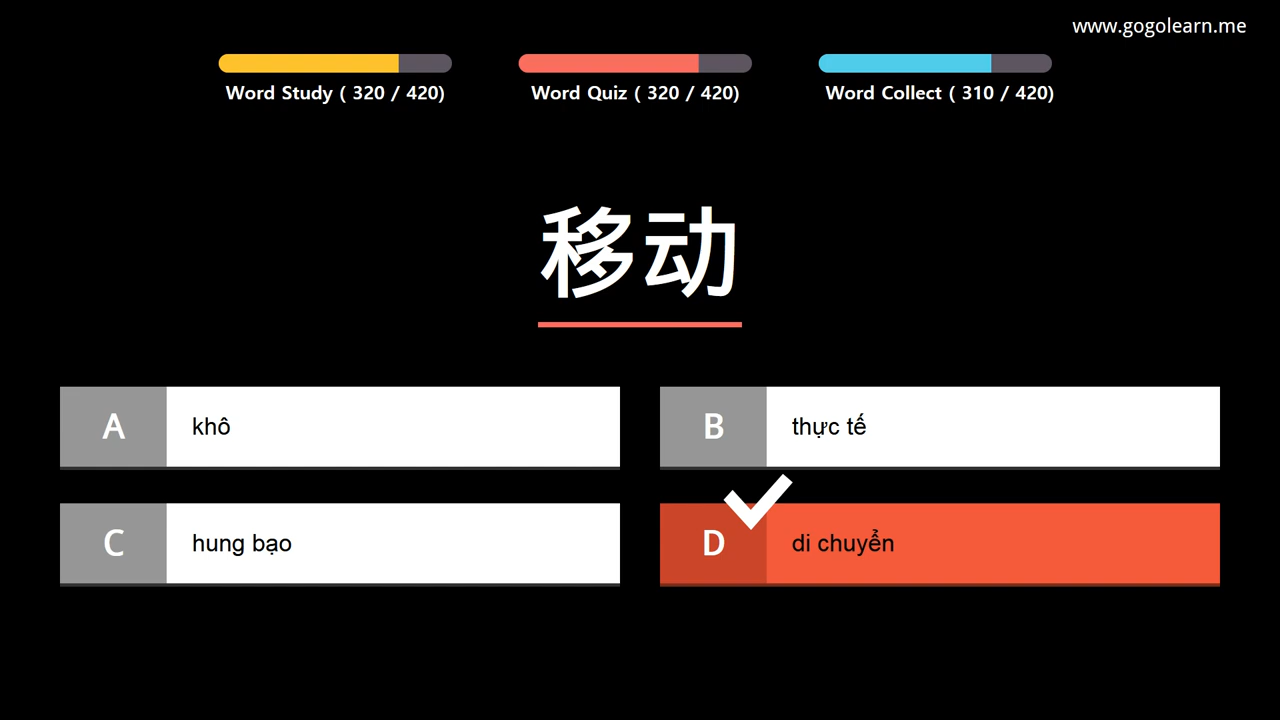 www.gogolearn.me
Word Study ( 320 / 420)
Word Quiz ( 320 / 420)
Word Collect ( 310 / 420)
移动
A khô
B thực tế
C hung bạo
D di chuyển